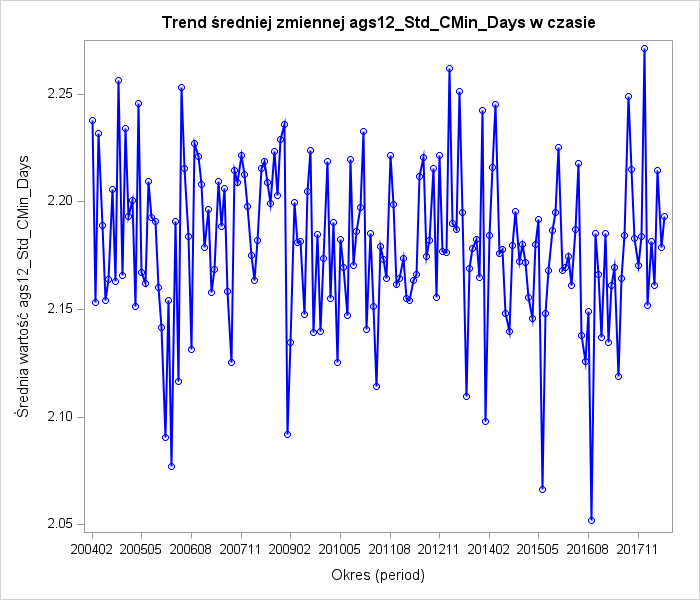 Trend średniej zmiennej ags12_Std_CMin_Days w czasie
Średnia wartość ags12_Std_CMin_Days
2.25
2.20
2.15
2.10
2.05
200402 200505 200608 200711 200902 201005 201108 201211 201402 201505 201608 201711
Okres (period)